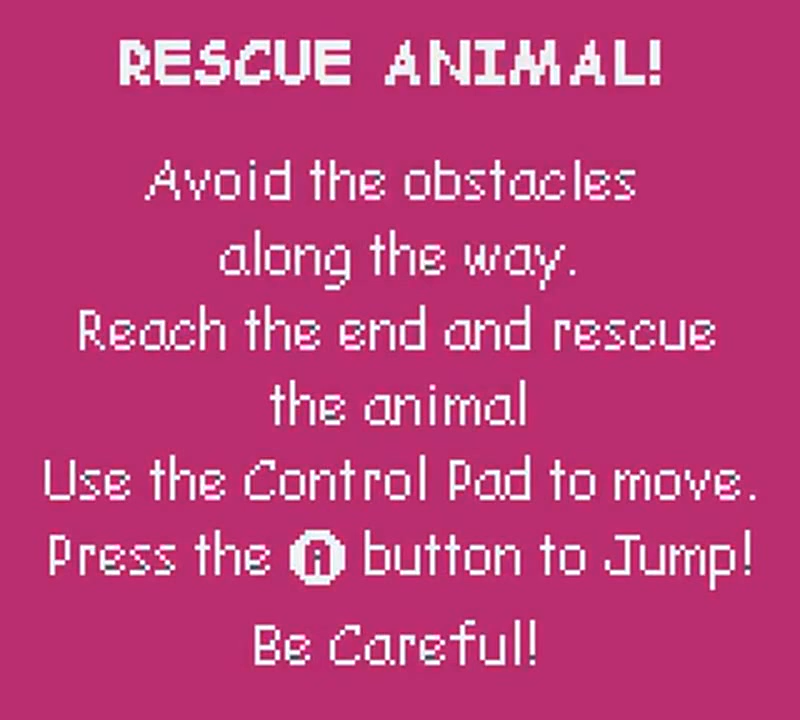 RESCUE ANIMAL!
Avoid the obstacles
along the way.
Reach the end and rescue
the animal
Use the Control Pad to move.
Press the A button to Jump!
Be Careful!